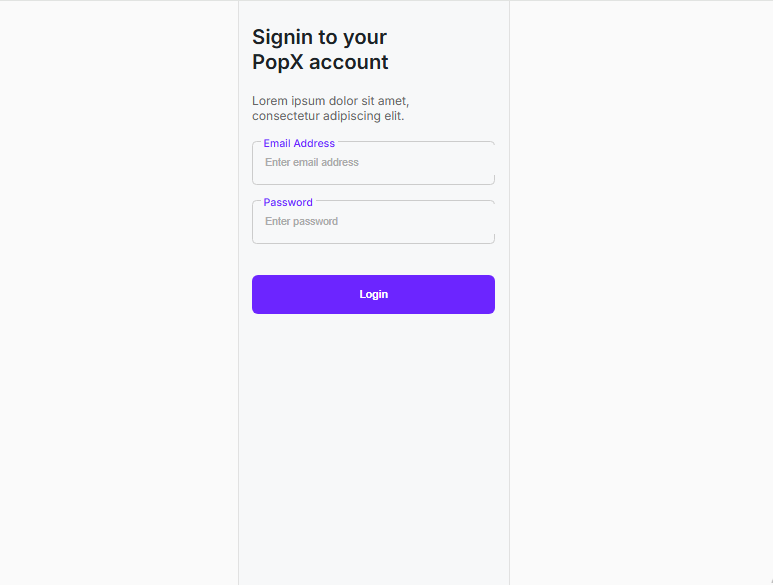 Signin to your
PopX account
Lorem ipsum dolor sit amet,
consectetur adipiscing elit.
Email Address
Enter email address
Password
Enter password
Login